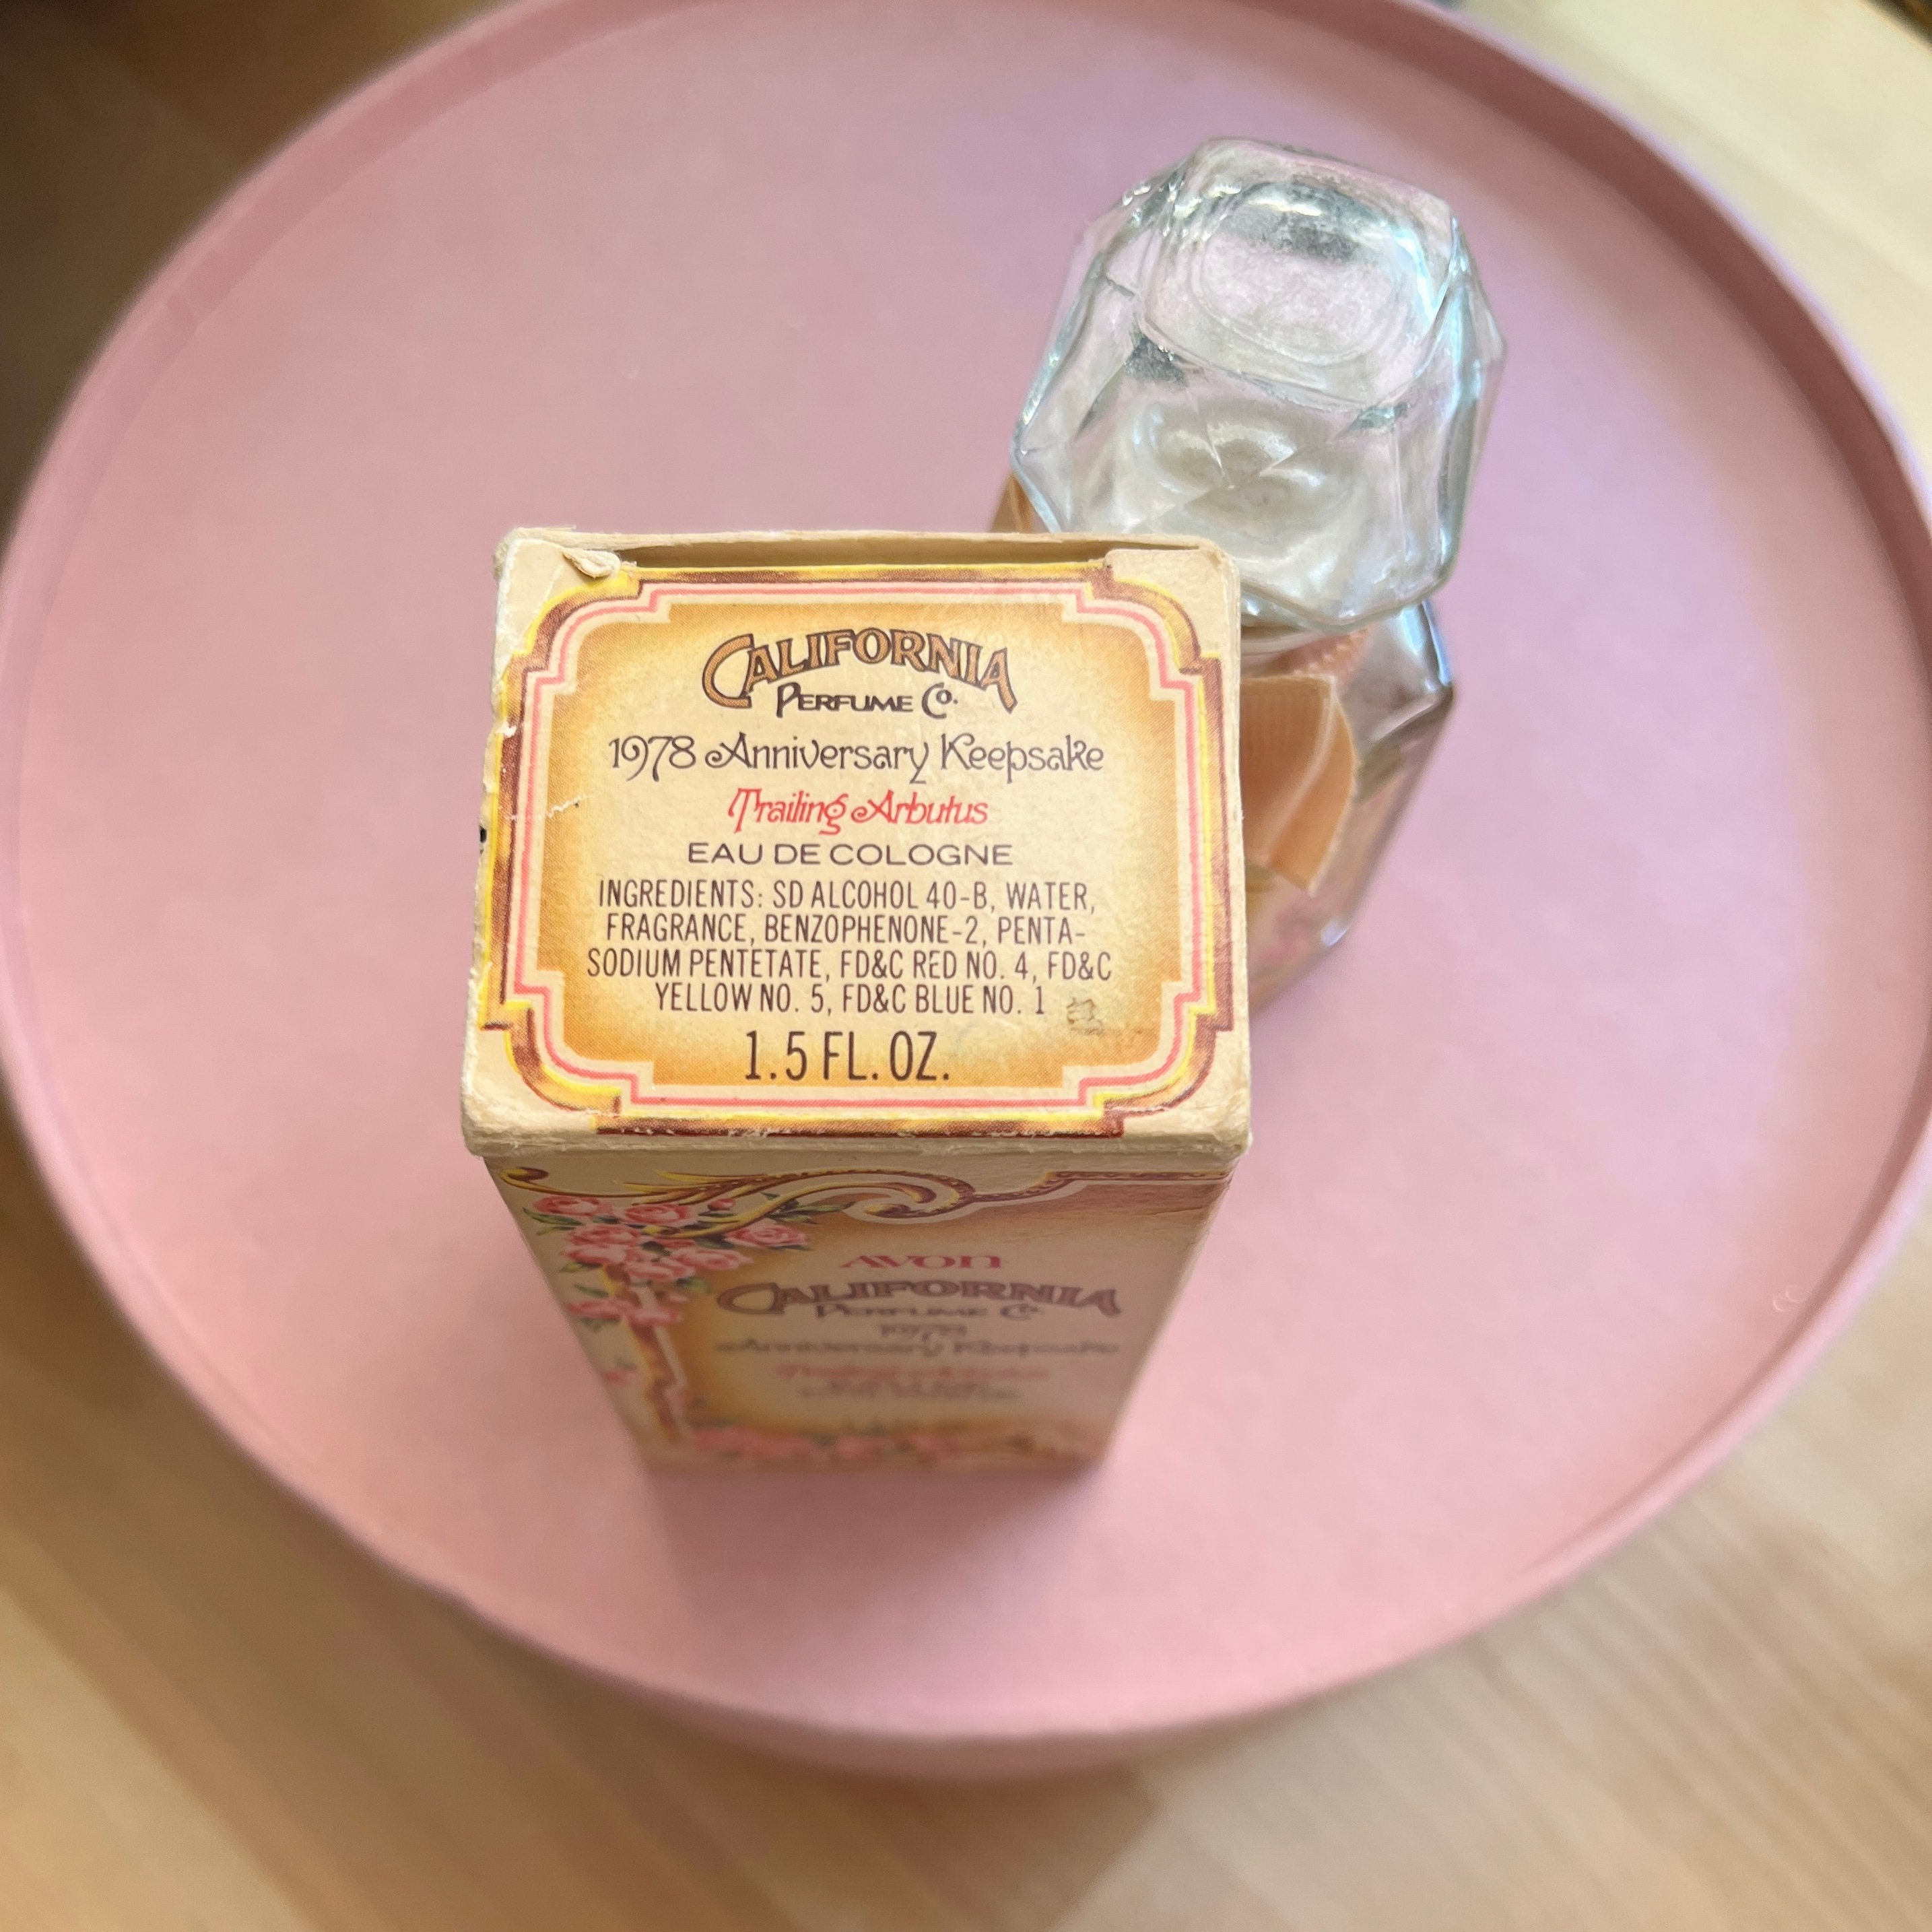 CALIFORNIA
PERFUME CO.
1978 Anniversary Keepsake
Trailing Arbutus
EAU DE COLOGNE
INGREDIENTS: SD ALCOHOL 40-B, WATER,
FRAGRANCE, BENZOPHENONE-2, PENTA-
SODIUM PENTETATE, FD&C RED NO. 4, FD&C
YELLOW NO. 5, FD&C BLUE NO. 1
1.5 FL. OZ.
AVON
CALIFORNIA
PERFUME CO.
1978
Anniversary Keepsake
Trailing Arbutus